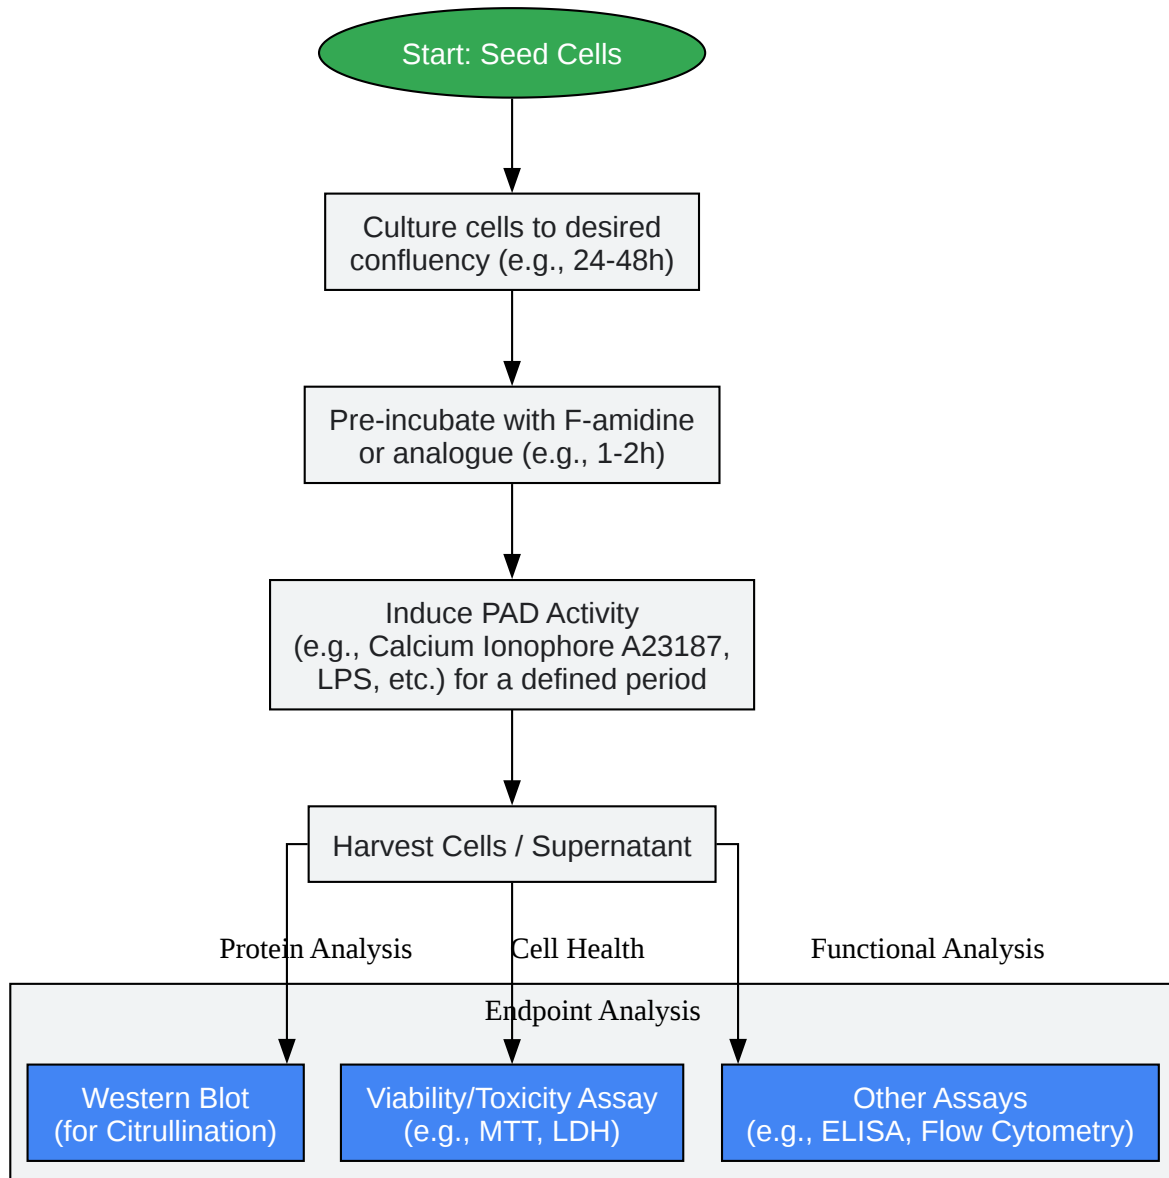 Start: Seed Cells
Culture cells to desired
confluency (e.g., 24-48h)
Pre-incubate with F-amidine
or analogue (e.g., 1-2h)
Induce PAD Activity
(e.g., Calcium Ionophore A23187,
LPS, etc.) for a defined period
Harvest Cells / Supernatant
Protein Analysis
Cell Health
Functional Analysis
Endpoint Analysis
Western Blot
(for Citrullination)
Viability/Toxicity Assay
(e.g., MTT, LDH)
Other Assays
(e.g., ELISA, Flow Cytometry)